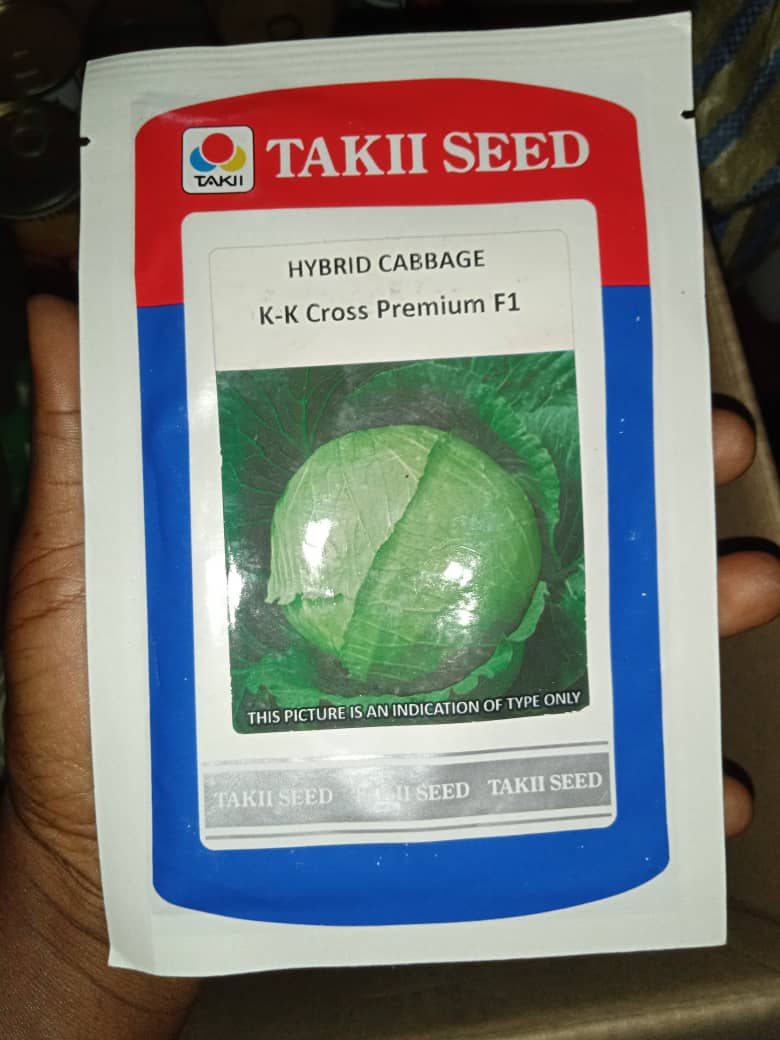 TAKII
TAKII SEED
HYBRID CABBAGE
K-K Cross Premium F1
THIS PICTURE IS AN INDICATION OF TYPE ONLY
TAKII SEED TAKII SEED TAKII SEED